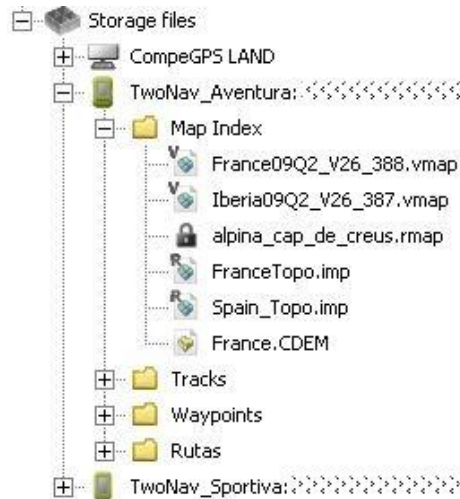 Storage files
CompeGPS LAND
TwoNav_Aventura:
Map Index
V France09Q2_V26_388.vmap
V Iberia09Q2_V26_387.vmap
alpina_cap_de_creus.rmap
R FranceTopo.imp
R Spain_Topo.imp
France.CDEM
Tracks
Waypoints
Rutas
TwoNav_Sportiva: